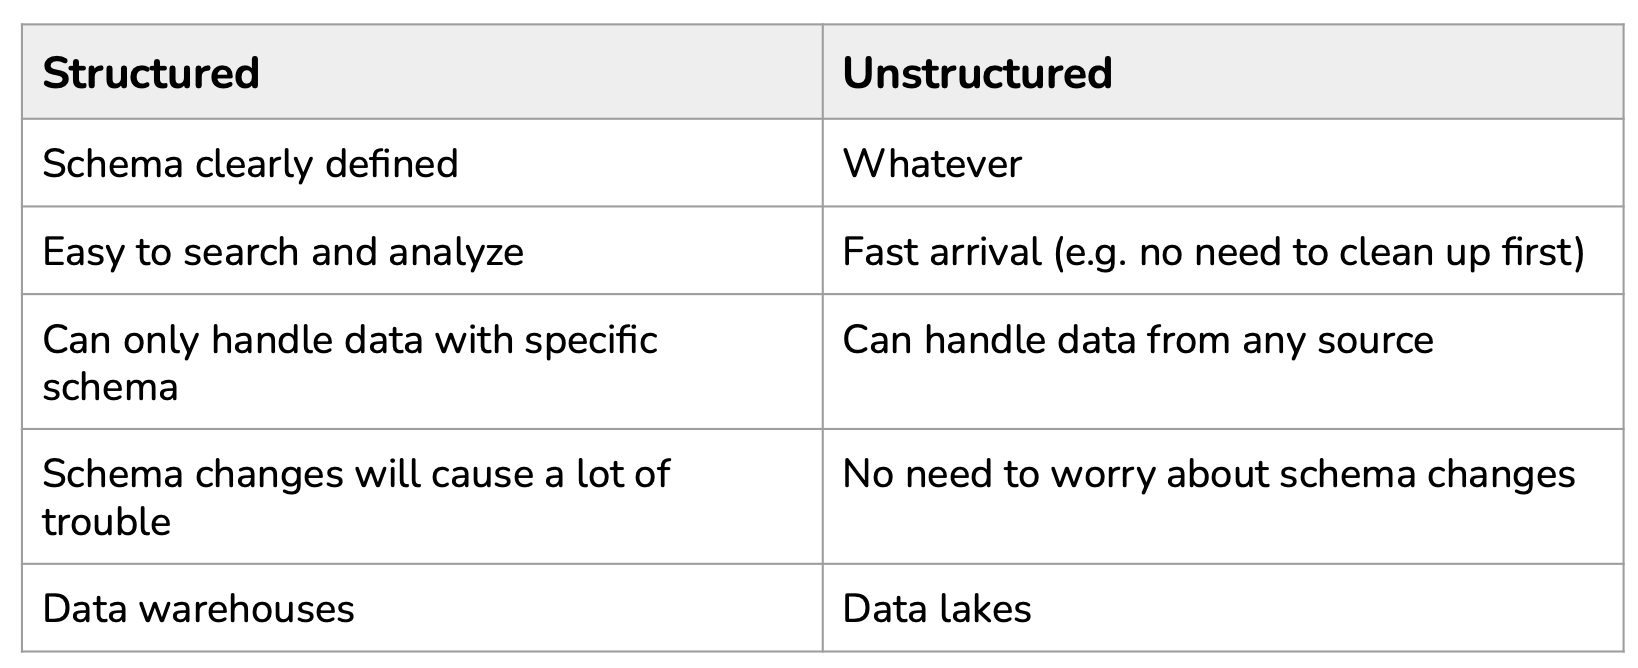 Structured
Unstructured
Schema clearly defined
Whatever
Easy to search and analyze
Fast arrival (e.g. no need to clean up first)
Can only handle data with specific
schema
Can handle data from any source
Schema changes will cause a lot of
trouble
No need to worry about schema changes
Data warehouses
Data lakes